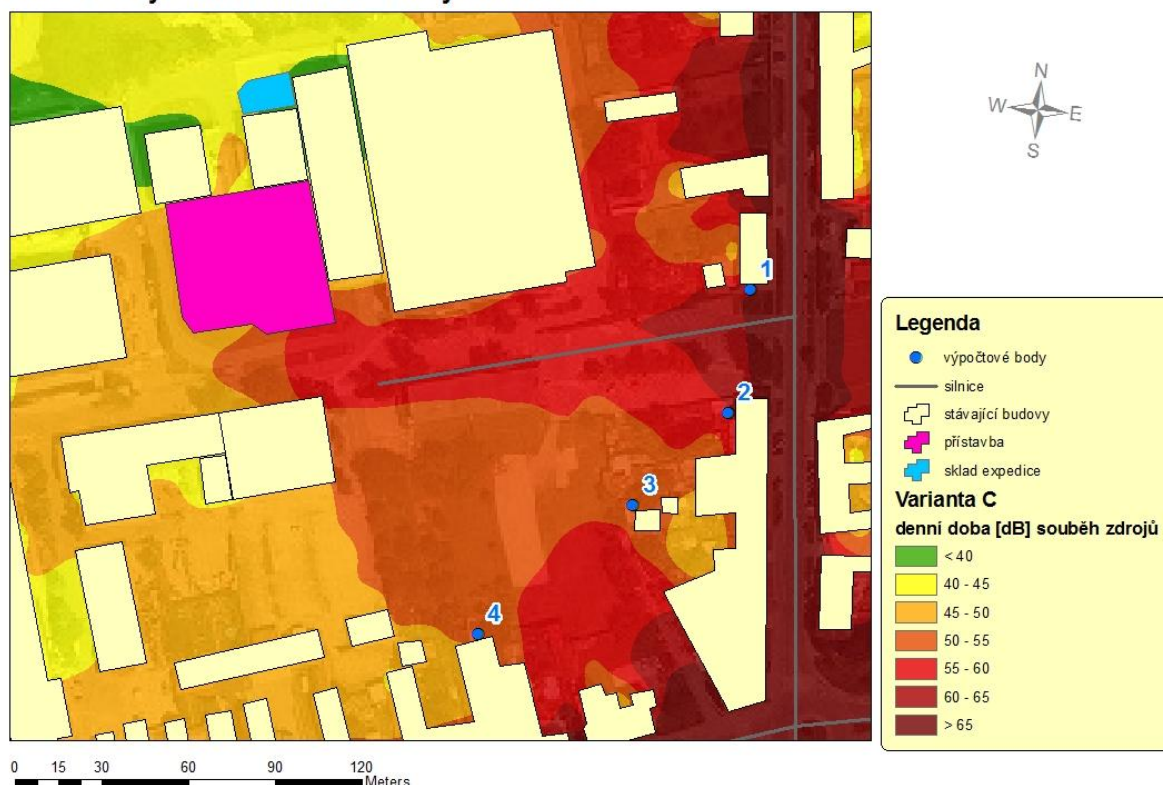 N
W E
S
1
2
3
4
Legenda
výpočtové body
silnice
stávající budovy
přístavba
sklad expedice
Varianta C
denní doba [dB] souběh zdrojů
< 40
40 - 45
45 - 50
50 - 55
55 - 60
60 - 65
> 65
0 15 30 60 90 120
Meters